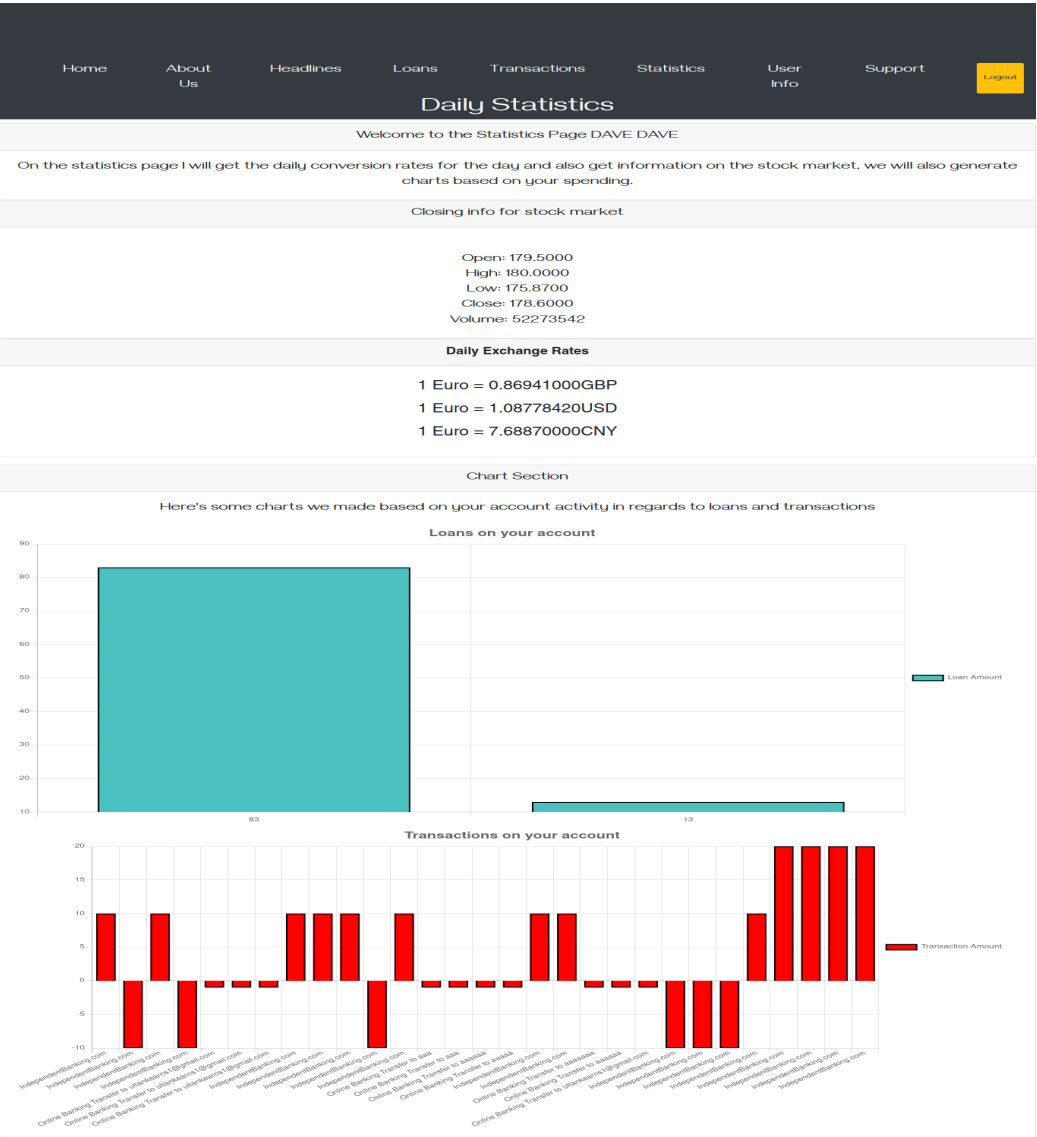 Home
About Us
Headlines
Loans
Transactions
Statistics
User Info
Support
Logout
Daily Statistics
Welcome to the Statistics Page DAVE DAVE
On the statistics page I will get the daily conversion rates for the day and also get information on the stock market, we will also generate
charts based on your spending.
Closing info for stock market
Open: 179.5000
High: 180.0000
Low: 175.8700
Close: 178.6000
Volume: 52273542
Daily Exchange Rates
1 Euro = 0.86941000GBP
1 Euro = 1.08778420USD
1 Euro = 7.68870000CNY
Chart Section
Here's some charts we made based on your account activity in regards to loans and transactions
Loans on your account
90
80
70
60
50
40
30
20
10
83
13
Loan Amount
Transactions on your account
20
15
10
5
0
-5
-10
Transaction Amount
IndependentBanking.com
IndependentBanking.com
IndependentBanking.com
IndependentBanking.com
Online Banking Transfer to ultankearns1@gmail.com
Online Banking Transfer to ultankearns1@gmail.com
Online Banking Transfer to ultankearns1@gmail.com
IndependentBanking.com
IndependentBanking.com
IndependentBanking.com
IndependentBanking.com
IndependentBanking.com
Online Banking Transfer to aaa
Online Banking Transfer to aaa
Online Banking Transfer to aaaaaa
Online Banking Transfer to aaaaa
IndependentBanking.com
IndependentBanking.com
Online Banking Transfer to aaaaaaa
Online Banking Transfer to aaaaaa
Online Banking Transfer to ultankearns1@gmail.com
IndependentBanking.com
IndependentBanking.com
IndependentBanking.com
IndependentBanking.com
IndependentBanking.com
IndependentBanking.com
IndependentBanking.com
IndependentBanking.com